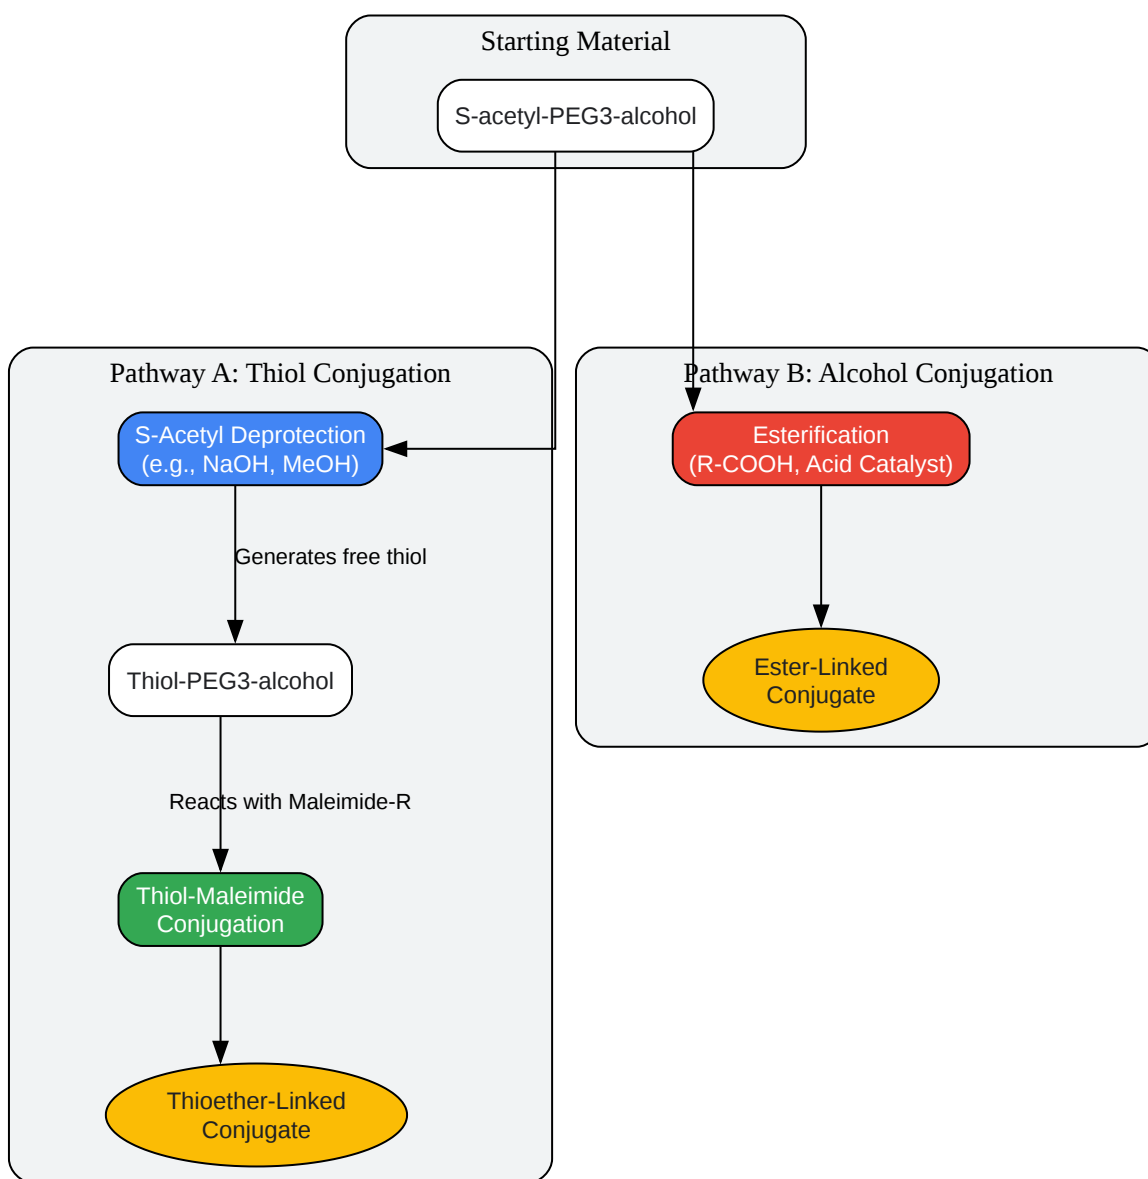 Starting Material
S-acetyl-PEG3-alcohol
Pathway A: Thiol Conjugation
S-Acetyl Deprotection
(e.g., NaOH, MeOH)
Generates free thiol
Thiol-PEG3-alcohol
Reacts with Maleimide-R
Thiol-Maleimide
Conjugation
Thioether-Linked
Conjugate
Pathway B: Alcohol Conjugation
Esterification
(R-COOH, Acid Catalyst)
Ester-Linked
Conjugate